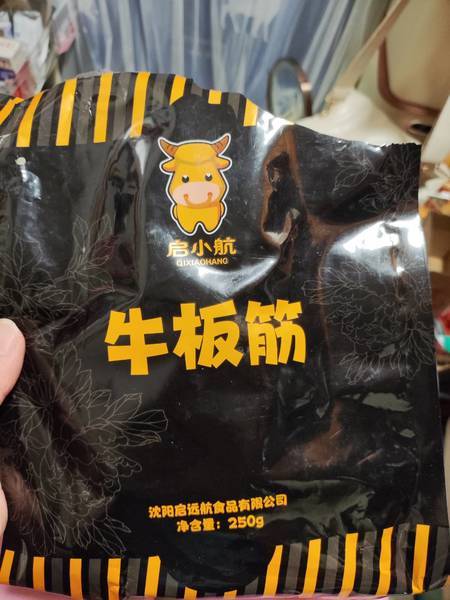 启小航
QIXIAOHANG
牛板筋
沈阳启远航食品有限公司
净含量：250g